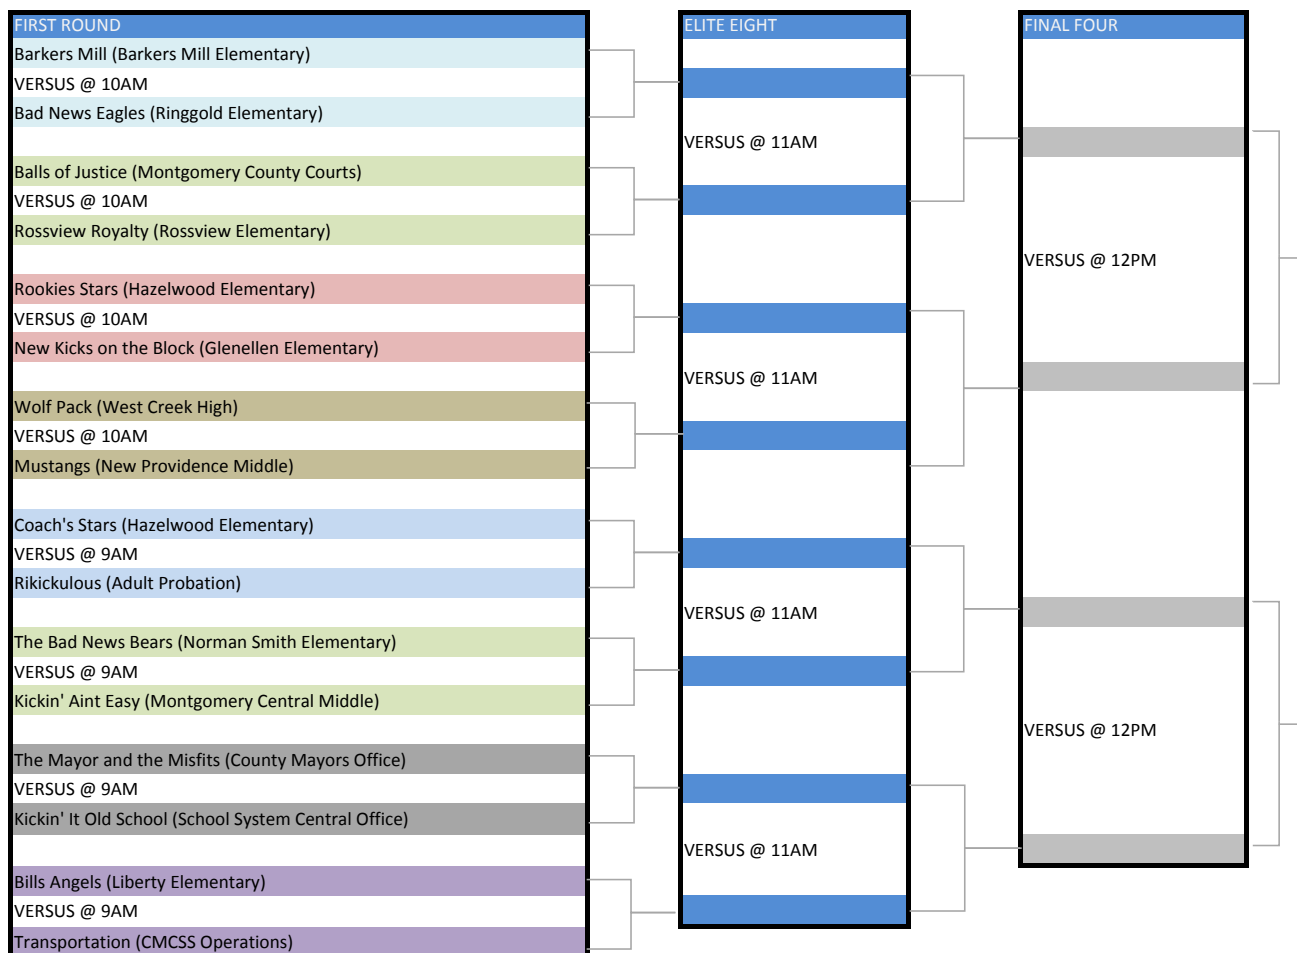 FIRST ROUND
Barkers Mill (Barkers Mill Elementary)
VERSUS @ 10AM
Bad News Eagles (Ringgold Elementary)
Balls of Justice (Montgomery County Courts)
VERSUS @ 10AM
Rossview Royalty (Rossview Elementary)
Rookies Stars (Hazelwood Elementary)
VERSUS @ 10AM
New Kicks on the Block (Glenellen Elementary)
Wolf Pack (West Creek High)
VERSUS @ 10AM
Mustangs (New Providence Middle)
Coach's Stars (Hazelwood Elementary)
VERSUS @ 9AM
Rikickulous (Adult Probation)
The Bad News Bears (Norman Smith Elementary)
VERSUS @ 9AM
Kickin' Aint Easy (Montgomery Central Middle)
The Mayor and the Misfits (County Mayors Office)
VERSUS @ 9AM
Kickin' It Old School (School System Central Office)
Bills Angels (Liberty Elementary)
VERSUS @ 9AM
Transportation (CMCSS Operations)
ELITE EIGHT
VERSUS @ 11AM
VERSUS @ 11AM
VERSUS @ 11AM
VERSUS @ 11AM
FINAL FOUR
VERSUS @ 12PM
VERSUS @ 12PM